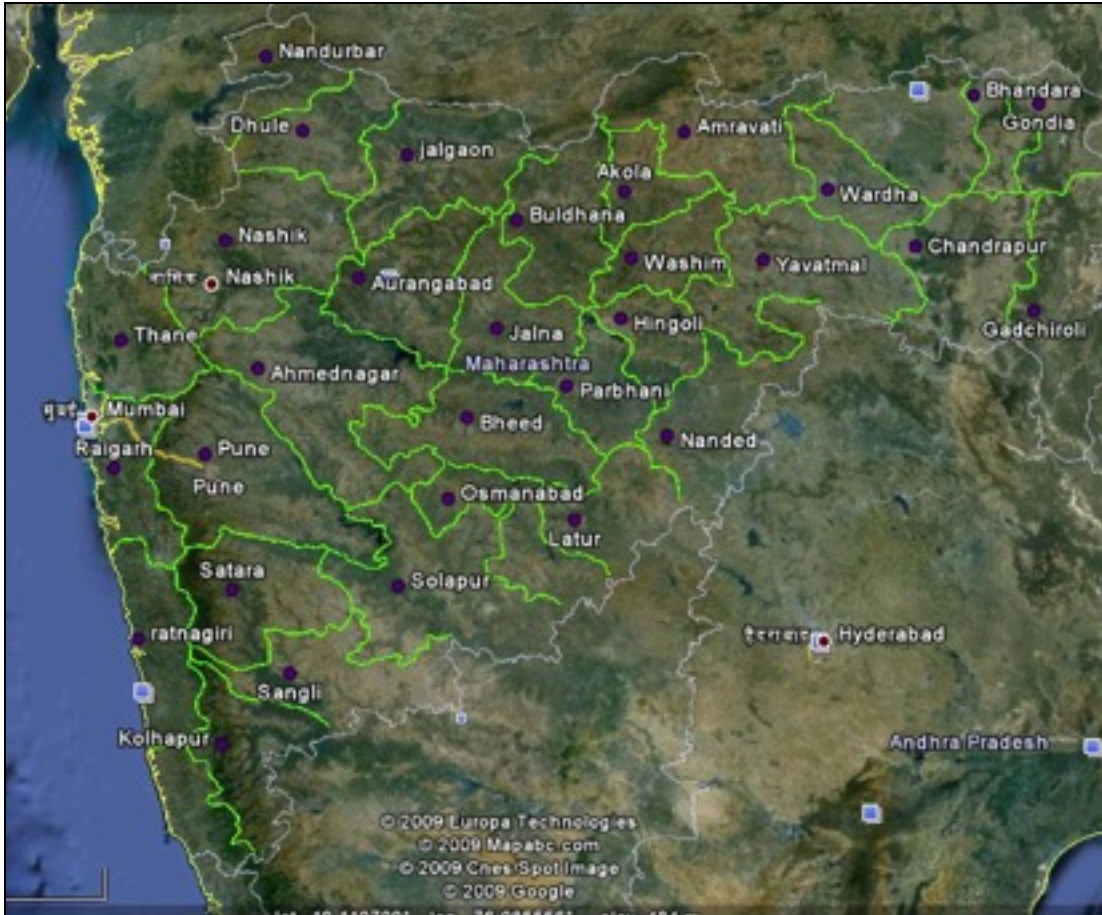 Nandurbar
Bhandara
Gondia
Dhule
Jalgaon
Amravati
Akola
Wardha
Buldhana
Nashik
Chandrapur
Washim
Yavatmal
Nashik
Aurangabad
Hingoli
Gadchiroli
Jalna
Thane
Maharashtra
Ahmednagar
Parbhani
Mumbai
Bheed
Nanded
Raigarh
Pune
Pune
Osmanabad
Latur
Satara
Solapur
ratnagiri
Hyderabad
Sangli
Kolhapur
Andhra Pradesh
© 2009 Europa Technologies
© 2009 Mapabc.com
© 2009 Cnes/Spot Image
© 2009 Google